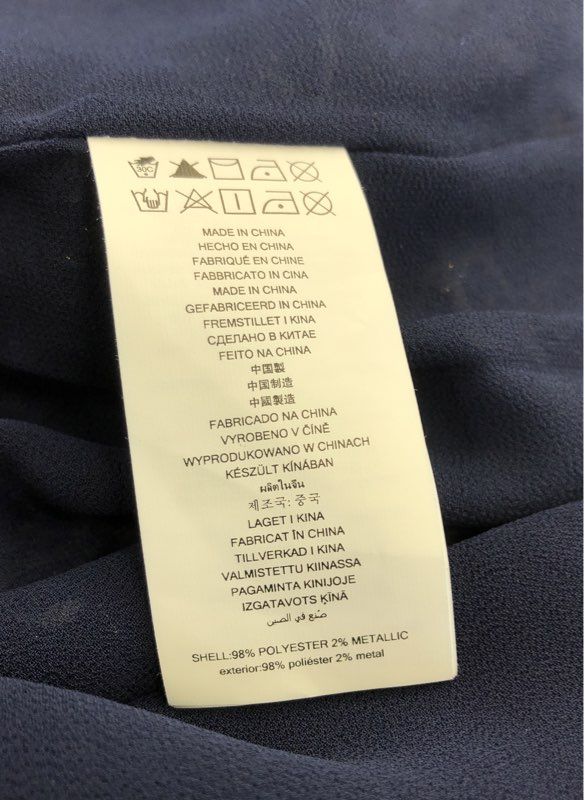 30C
MADE IN CHINA
HECHO EN CHINA
FABRIQUÉ EN CHINE
FABBRICATO IN CINA
MADE IN CHINA
GEFABRICEERD IN CHINA
FREMSTILLET I KINA
СДЕЛАНО В КИТАЕ
FEITO NA CHINA
中国製
中国制造
中國製造
FABRICADO NA CHINA
VYROBENO V ČÍNĚ
WYPRODUKOWANO W CHINACH
KÉSZÜLT KÍNÁBAN
ผลิตในจีน
제조국: 중국
LAGET I KINA
FABRICAT ÎN CHINA
TILLVERKAD I KINA
VALMISTETTU KIINASSA
PAGAMINTA KINIJOJE
IZGATAVOTS ĶĪNĀ
صنع في الصين
SHELL:98% POLYESTER 2% METALLIC
exterior:98% poliéster 2% metal